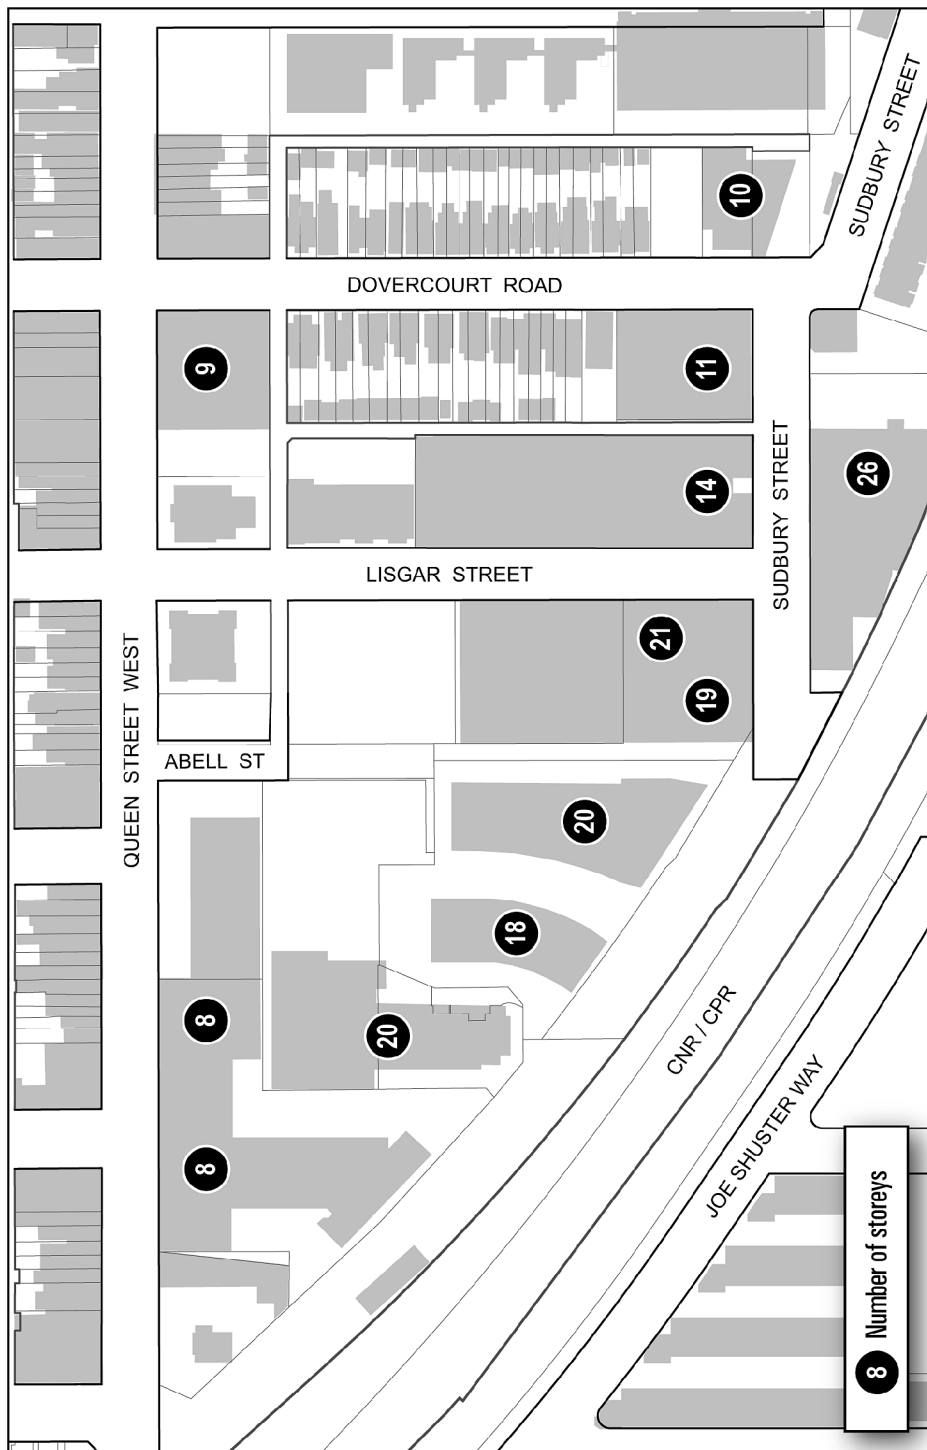 SUDBURY STREET
10
DOVERCOURT ROAD
9
11
SUDBURY STREET
26
14
LISGAR STREET
21
19
QUEEN STREET WEST
ABELL ST
20
18
8
20
CNR / CPR
JOE SHUSTER WAY
8
8 Number of storeys